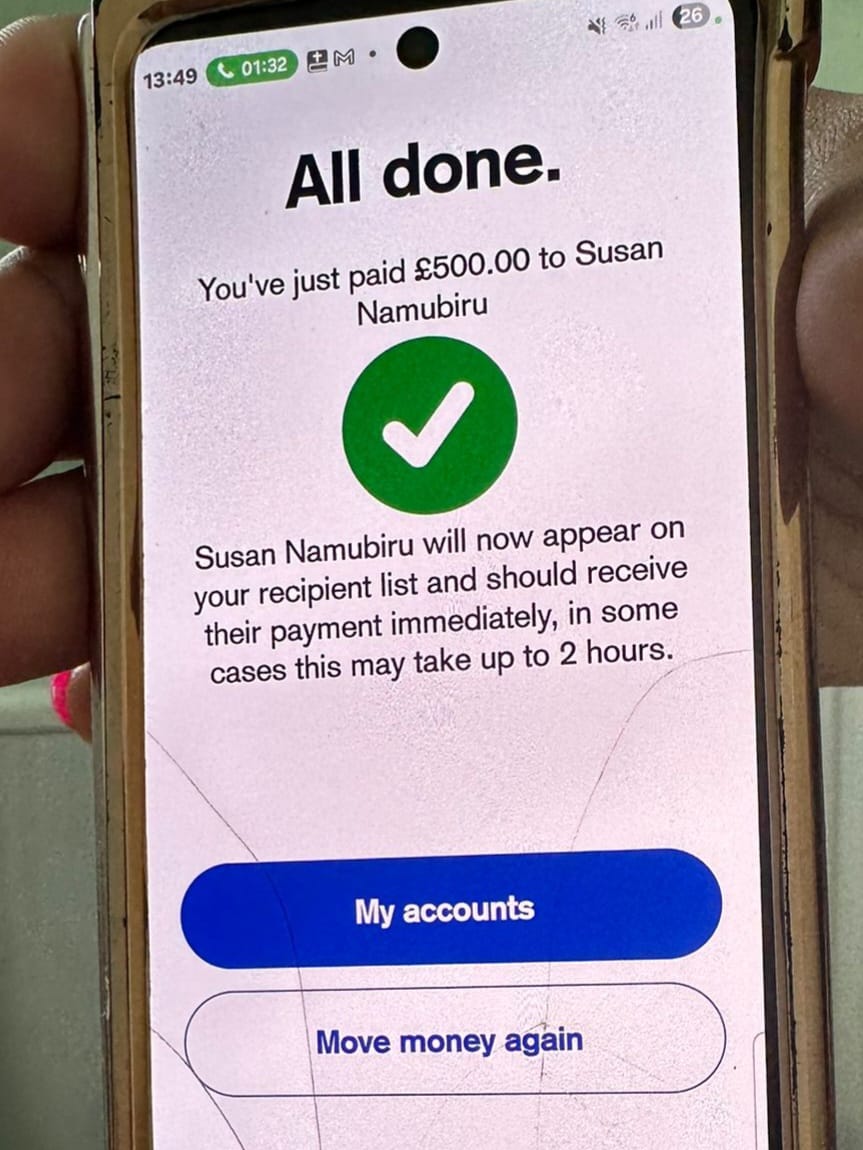 13:49 01:32 26
All done.
You've just paid £500.00 to Susan
Namubiru
Susan Namubiru will now appear on
your recipient list and should receive
their payment immediately, in some
cases this may take up to 2 hours.
My accounts
Move money again